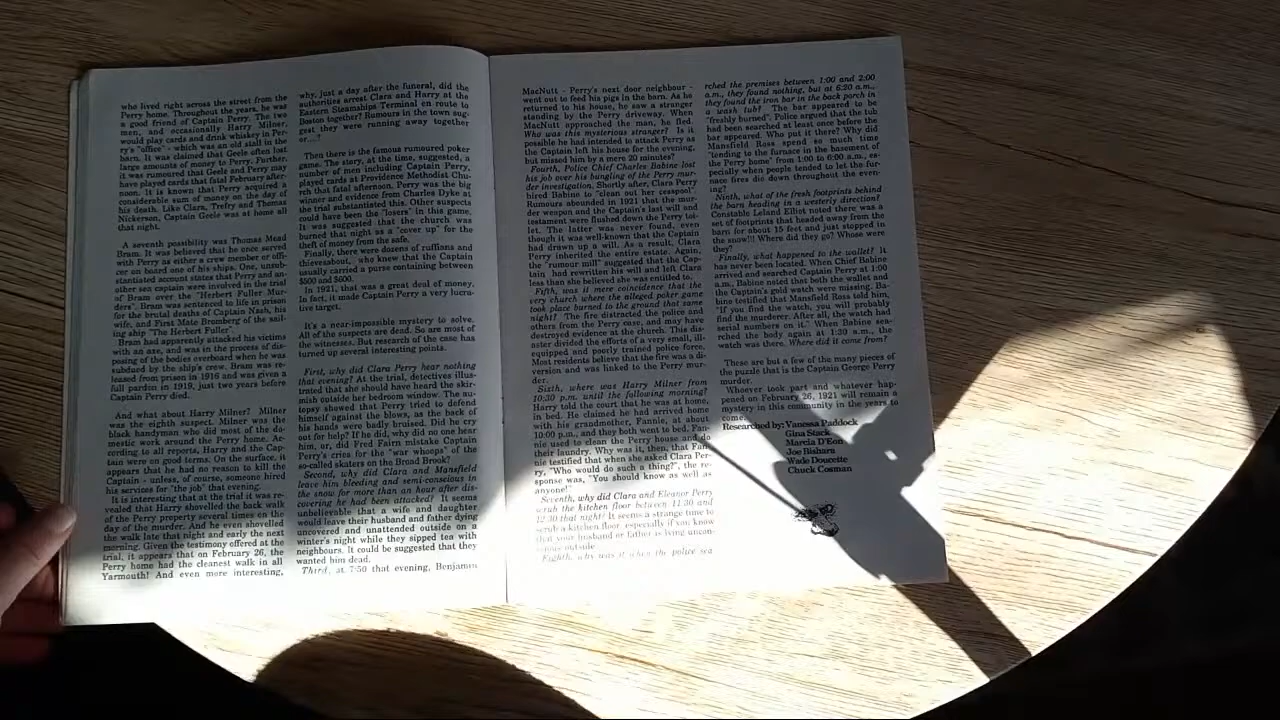 who lived right across the street from the
Perry home. Throughout the years, he was
a good friend of Captain Perry. The two
men, and occasionally Harry Milner,
would play cards and drink whiskey in Per-
ry's "office" - which was an old stall in the
barn. It was claimed that Geele often lost
large amounts of money to Perry. Further,
it was rumoured that Geele and Perry may
have played cards that fatal February after-
noon. It is known that Perry acquired a
considerable sum of money on the day of
his death. Like Clara, Trefry and Thomas
Nickerson, Captain Geele was at home all
that night.
A seventh possibility was Thomas Mead
Bram. It was believed that he once served
with Perry as either a crew member or offi-
cer on board one of his ships. One, unsub-
stantiated account states that Perry and an-
other sea captain were involved in the trial
of Bram over the "Herbert Fuller Mur-
ders". Bram was sentenced to life in prison
for the brutal deaths of Captain Nash, his
wife, and First Mate Bromberg of the sail-
ing ship "The Herbert Fuller".
Bram had apparently attacked his victims
with an axe, and was in the process of dis-
posing of the bodies overboard when he was
subdued by the ship's crew. Bram was re-
leased from prison in 1916 and was given a
full pardon in 1919, just two years before
Captain Perry died.
And what about Harry Milner? Milner
was the eighth suspect. Milner was the
black handyman who did most of the do-
mestic work around the Perry home. Ac-
cording to all reports, Harry and the Cap-
tain were on good terms. On the surface, it
appears that he had no reason to kill the
Captain - unless, of course, someone hired
his services for "the job" that evening.
It is interesting that at the trial it was re-
vealed that Harry shovelled the back walk
of the Perry property several times on the
day of the murder. And he even shovelled
the walk late that night and early the next
morning. Given the testimony offered at the
trial, it appears that on February 26, the
Perry home had the cleanest walk in all
Yarmouth! And even more interesting,
why, just a day after the funeral, did the
authorities arrest Clara and Harry at the
Eastern Steamships Terminal en route to
Boston together? Rumours in the town sug-
gest they were running away together
or...?
Then there is the famous rumoured poker
game. The story, at the time, suggested, a
number of men including Captain Perry,
played cards at Providence Methodist Chu-
rch that fatal afternoon. Perry was the big
winner and evidence from Charles Dyke at
the trial substantiated this. Other suspects
could have been the "losers" in this game.
It was suggested that the church was
burned that night as a "cover up" for the
theft of money from the safe.
Finally, there were dozens of ruffians and
thievesabout, who knew that the Captain
usually carried a purse containing between
$500 and $600.
In 1921, that was a great deal of money.
In fact, it made Captain Perry a very lucra-
tive target.
It's a near-impossible mystery to solve.
All of the suspects are dead. So are most of
the witnesses. But research of the case has
turned up several interesting points.
First, why did Clara Perry hear nothing
that evening? At the trial, detectives illus-
trated that she should have heard the skir-
mish outside her bedroom window. The au-
topsy showed that Perry tried to defend
himself against the blows, as the back of
his hands were badly bruised. Did he cry
out for help? If he did, why did no one hear
him, or, did Fred Fairn mistake Captain
Perry's cries for the "war whoops" of the
so-called skaters on the Broad Brook?
Second, why did Clara and Mansfield
leave him bleeding and semi-conscious in
the snow for more than an hour after dis-
covering he had been attacked? It seems
unbelievable that a wife and daughter
would leave their husband and father dying
uncovered and unattended outside on a
winter's night while they sipped tea with
neighbours. It could be suggested that they
wanted him dead.
Third, at 7:50 that evening, Benjamin
MacNutt - Perry's next door neighbour -
went out to feed his pigs in the barn. As he
returned to his house, he saw a stranger
standing by the Perry driveway. When
MacNutt approached the man, he fled.
Who was this mysterious stranger? Is it
possible he had intended to attack Perry as
the Captain left his house for the evening,
but missed him by a mere 20 minutes?
Fourth, Police Chief Charles Babine lost
his job over his bungling of the Perry mur-
der investigation. Shortly after, Clara Perry
hired Babine to "clean out her cesspool".
Rumours abounded in 1921 that the mur-
der weapon and the Captain's last will and
testament were flushed down the Perry toi-
let. The latter was never found, even
though it was well-known that the Captain
had drawn up a will. As a result, Clara
Perry inherited the entire estate. Again,
the "rumour mill" suggested that the Cap-
tain had rewritten his will and left Clara
less than she believed she was entitled to.
Fifth, was it mere coincidence that the
very church where the alleged poker game
took place burned to the ground that same
night? The fire distracted the police and
others from the Perry case, and may have
destroyed evidence at the church. This dis-
aster divided the efforts of a very small, ill-
equipped and poorly trained police force.
Most residents believe that the fire was a di-
version and was linked to the Perry mur-
der.
Sixth, where was Harry Milner from
10:30 p.m. until the following morning?
Harry told the court that he was at home,
in bed. He claimed he had arrived home
with his grandmother, Fannie, at about
10:00 p.m., and they both went to bed. Fan-
nie used to clean the Perry house and do
their laundry. Why was it, then, that Fan-
nie testified that when she asked Clara Per-
ry, "Who would do such a thing?", the re-
sponse was, "You should know as well as
anyone!"
Seventh, why did Clara and Eleanor Perry
scrub the kitchen floor between 11:30 and
12:30 that night? It seems a strange time to
scrub a kitchen floor, especially if you know
that your husband or father is lying uncon-
scious outside.
Eighth, why was it when the police sea
rched the premises between 1:00 and 2:00
a.m., they found nothing, but at 6:20 a.m.,
they found the iron bar in the back porch in
a wash tub? The bar appeared to be
"freshly burned". Police argued that the tub
had been searched at least once before the
bar appeared. Who put it there? Why did
Mansfield Ross spend so much time
"tending to the furnace in the basement of
the Perry home" from 1:00 to 6:00 a.m., es-
pecially when people tended to let the fur-
nace fires die down throughout the even-
ing?
Ninth, what of the fresh footprints behind
the barn heading in a westerly direction?
Constable Leland Elliot noted there was a
set of footprints that headed away from the
barn for about 15 feet and just stopped in
the snow!!! Where did they go? Whose were
they?
Finally, what happened to the wallet? It
has never been located. When Chief Babine
arrived and searched Captain Perry at 1:00
a.m., Babine noted that both the wallet and
the Captain's gold watch were missing. Ba-
bine testified that Mansfield Ross told him,
"If you find the watch, you will probably
find the murderer. After all, the watch had
serial numbers on it." When Babine sea-
rched the body again at 1:30 a.m., the
watch was there. Where did it come from?
These are but a few of the many pieces of
the puzzle that is the Captain George Perry
murder.
Whoever took part and whatever hap-
pened on February 26, 1921 will remain a
mystery in this community in the years to
come.
Researched by: Vanessa Paddock
Gina Stack
Marcia D'Eon
Joe Bishara
Wade Doucette
Chuck Cosman